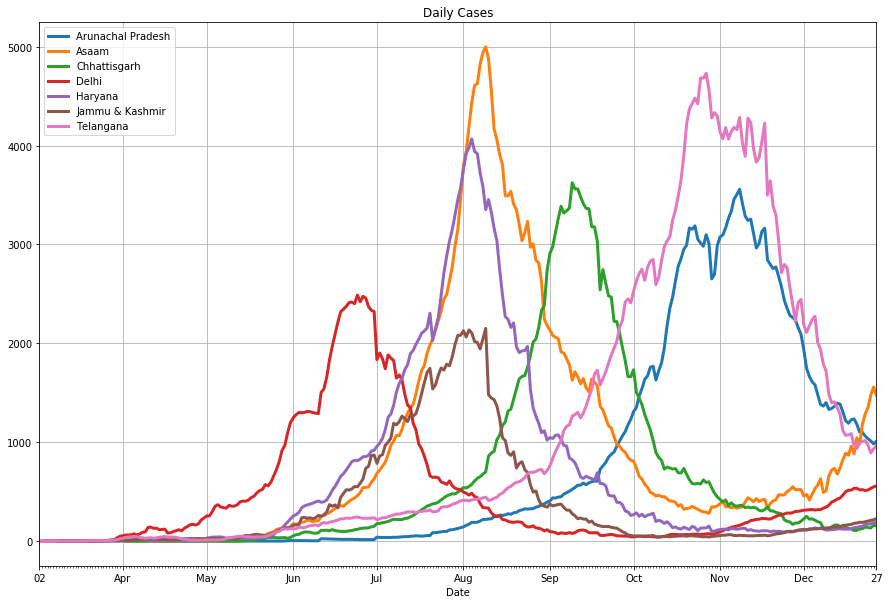 Daily Cases
Arunachal Pradesh
Asaam
Chhattisgarh
Delhi
Haryana
Jammu & Kashmir
Telangana
5000
4000
3000
2000
1000
0
02 Apr May Jun Jul Aug Sep Oct Nov Dec 27
Date